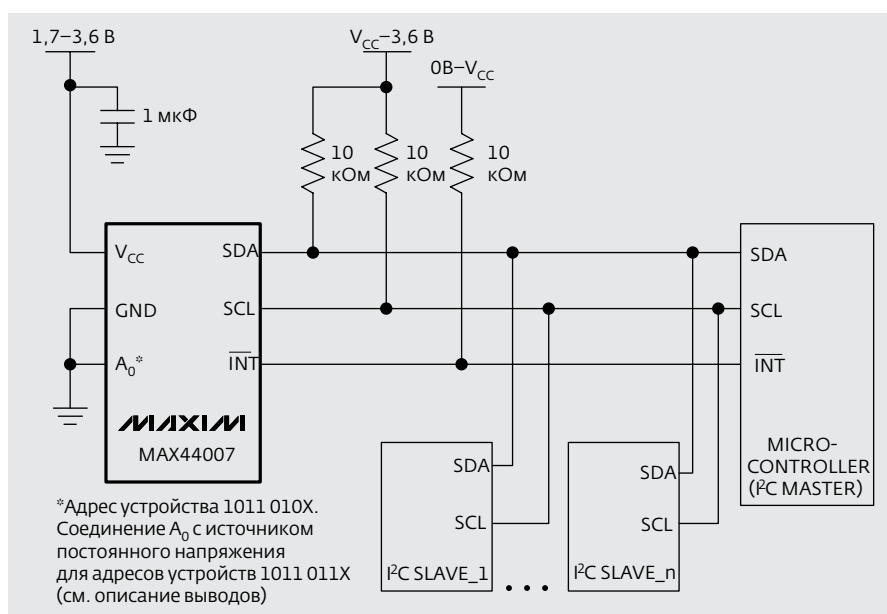 1,7–3,6 В
V_CC–3,6 В
0В–V_CC
1 мкФ
10 кОм
10 кОм
10 кОм
V_CC
SDA
GND
SCL
A_0*
INT
MAXIM
MAX44007
SDA
SCL
INT
MICRO-
CONTROLLER
(I²C MASTER)
SDA
SCL
I²C SLAVE_1
...
SDA
SCL
I²C SLAVE_n
*Адрес устройства 1011 010X.
Соединение A_0 с источником
постоянного напряжения
для адресов устройств 1011 011X
(см. описание выводов)